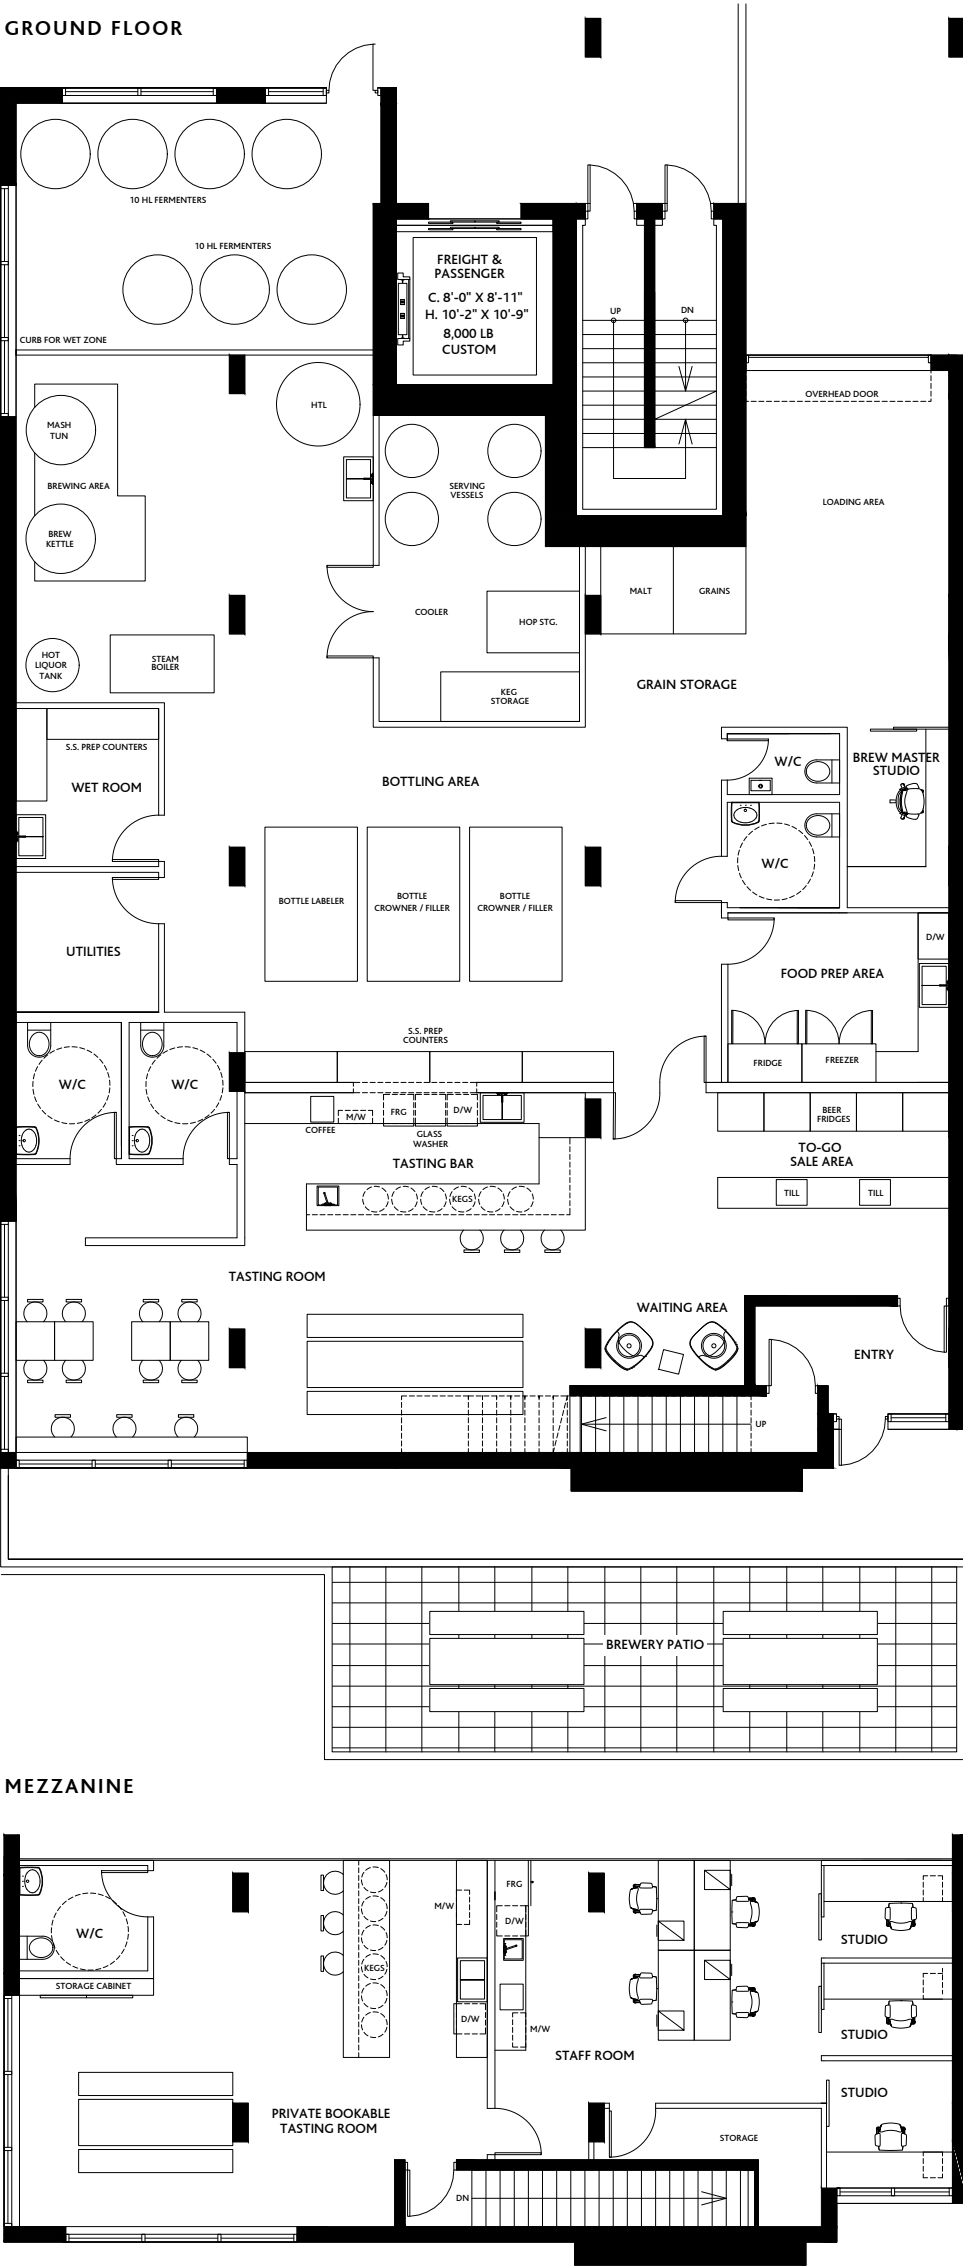 GROUND FLOOR
10 HL FERMENTERS
10 HL FERMENTERS
CURB FOR WET ZONE
FREIGHT &
PASSENGER
C. 8'-0" X 8'-11"
H. 10'-2" X 10'-9"
8,000 LB
CUSTOM
UP
DN
OVERHEAD DOOR
LOADING AREA
HTL
MASH
TUN
BREWING AREA
BREW
KETTLE
SERVING
VESSELS
COOLER
HOP STG.
KEG
STORAGE
MALT
GRAINS
GRAIN STORAGE
HOT
LIQUOR
TANK
STEAM
BOILER
S.S. PREP COUNTERS
WET ROOM
BOTTLING AREA
W/C
BREW MASTER
STUDIO
W/C
BOTTLE LABELER
BOTTLE
CROWNER / FILLER
BOTTLE
CROWNER / FILLER
UTILITIES
D/W
FOOD PREP AREA
FRIDGE
FREEZER
S.S. PREP
COUNTERS
W/C
W/C
COFFEE
M/W
FRG
GLASS
WASHER
D/W
BEER
FRIDGES
TO-GO
SALE AREA
TASTING BAR
KEGS
TILL
TILL
TASTING ROOM
WAITING AREA
ENTRY
UP
BREWERY PATIO
MEZZANINE
W/C
STORAGE CABINET
M/W
FRG
D/W
KEGS
D/W
M/W
STAFF ROOM
STUDIO
STUDIO
STUDIO
PRIVATE BOOKABLE
TASTING ROOM
STORAGE
DN